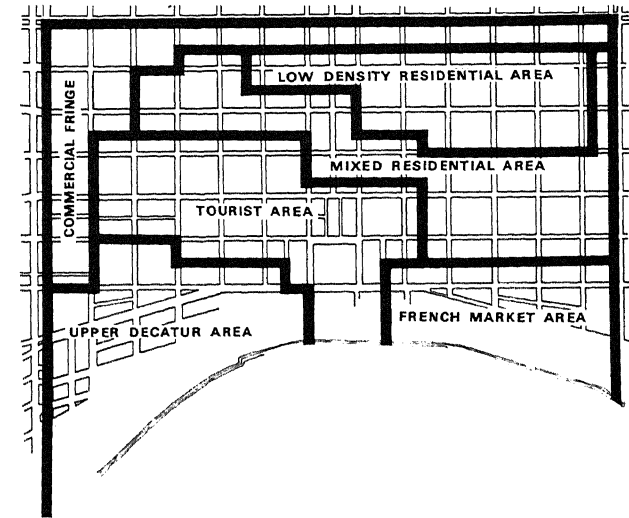 LOW DENSITY RESIDENTIAL AREA
COMMERCIAL FRINGE
MIXED RESIDENTIAL AREA
TOURIST AREA
FRENCH MARKET AREA
UPPER DECATUR AREA